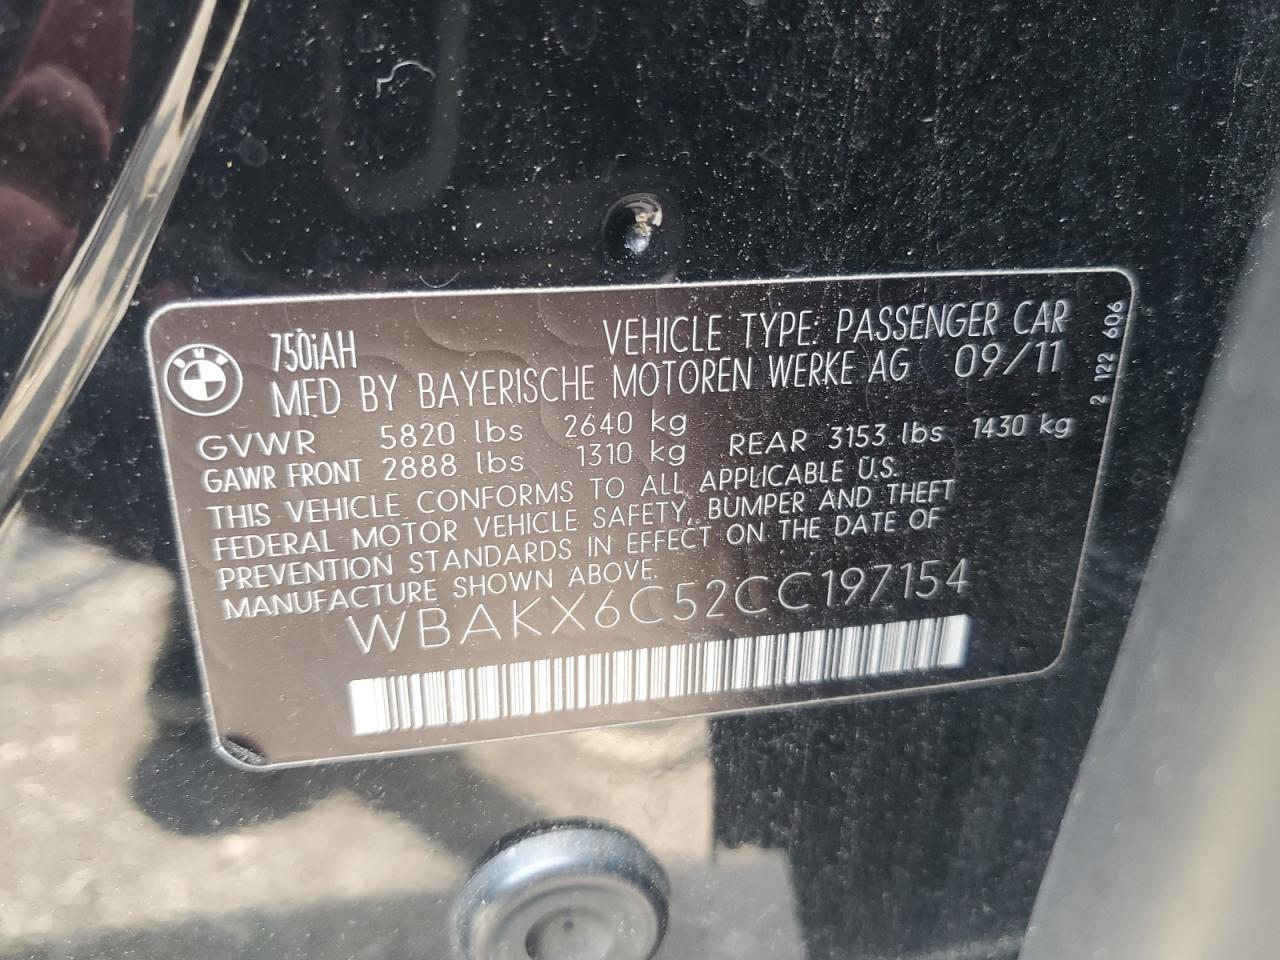 BMW
750iAH
VEHICLE TYPE: PASSENGER CAR
MFD BY BAYERISCHE MOTOREN WERKE AG 09/11
GVWR 5820 lbs 2640 kg
GAWR FRONT 2888 lbs 1310 kg REAR 3153 lbs 1430 kg
THIS VEHICLE CONFORMS TO ALL APPLICABLE U.S.
FEDERAL MOTOR VEHICLE SAFETY, BUMPER AND THEFT
PREVENTION STANDARDS IN EFFECT ON THE DATE OF
MANUFACTURE SHOWN ABOVE.
WBAKX6C52CC197154
2 122 606